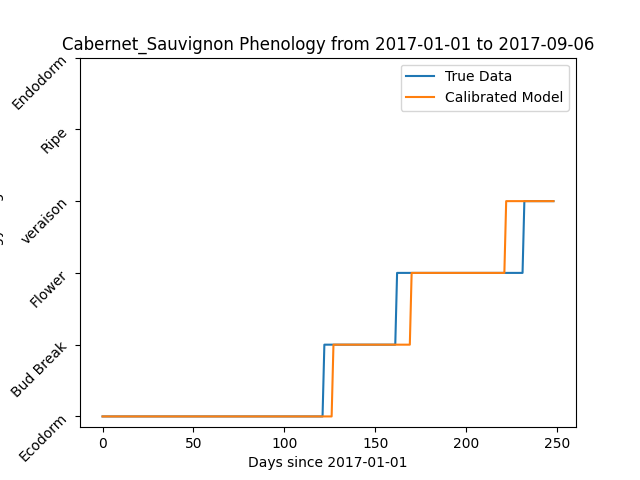 Cabernet_Sauvignon Phenology from 2017-01-01 to 2017-09-06
True Data
Calibrated Model
Endodorm
Ripe
veraison
Flower
Bud Break
Ecodorm
0 50 100 150 200 250
Days since 2017-01-01